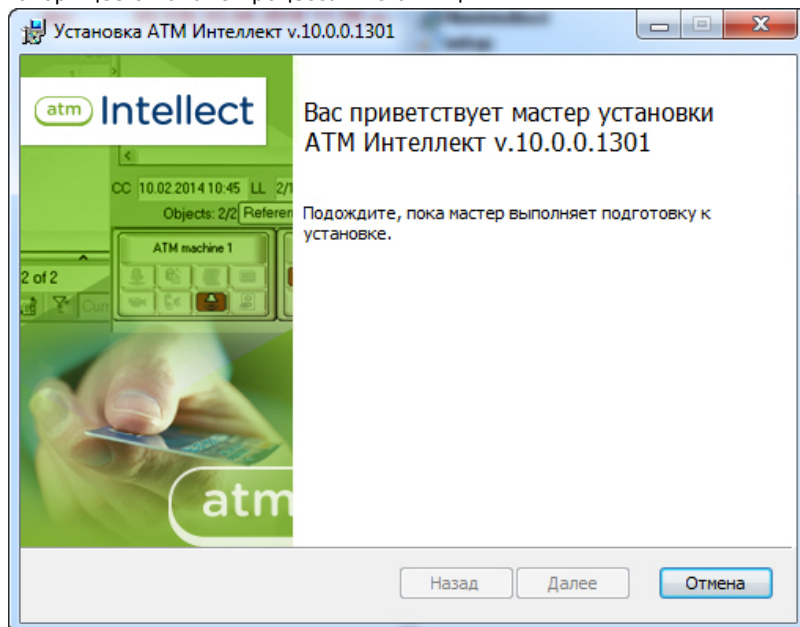 Установка АТМ Интеллект v.10.0.0.1301
atm Intellect
Вас приветствует мастер установки
АТМ Интеллект v.10.0.0.1301
CC 10.02.2014 10:45 LL
Objects: 2/2
Подождите, пока мастер выполняет подготовку к
установке.
ATM machine 1
2 of 2
atm
Назад
Далее
Отмена